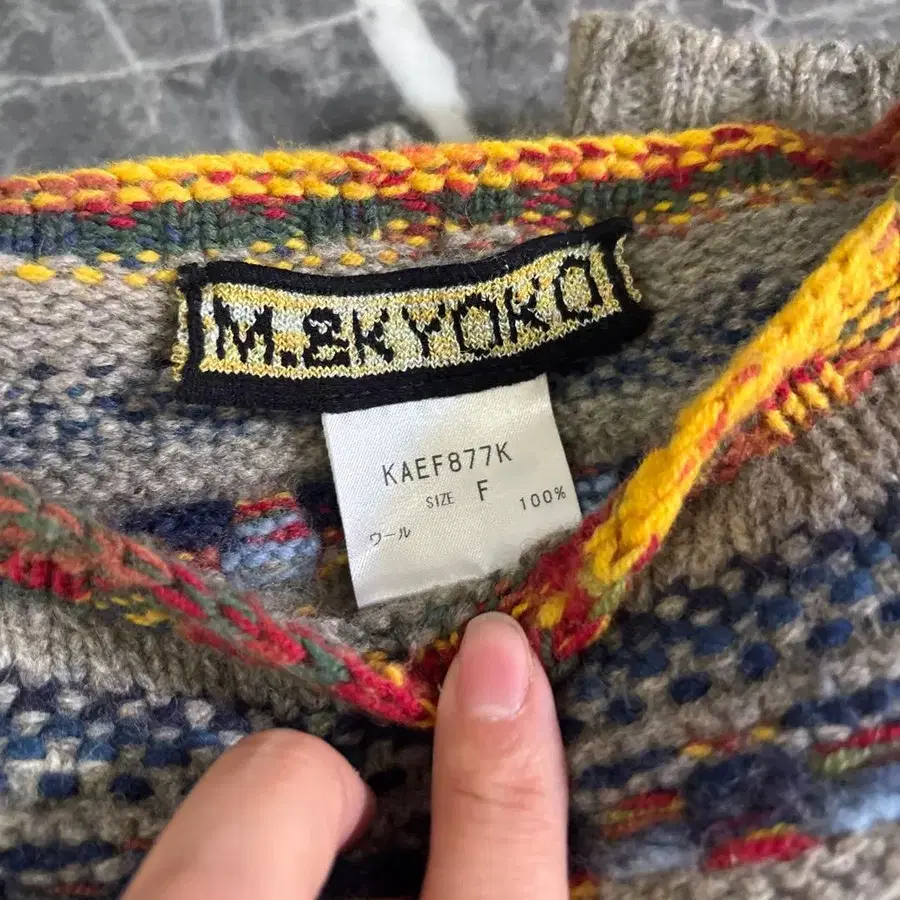 M.&KYOKO
KAEF877K
SIZE F
ウール 100%